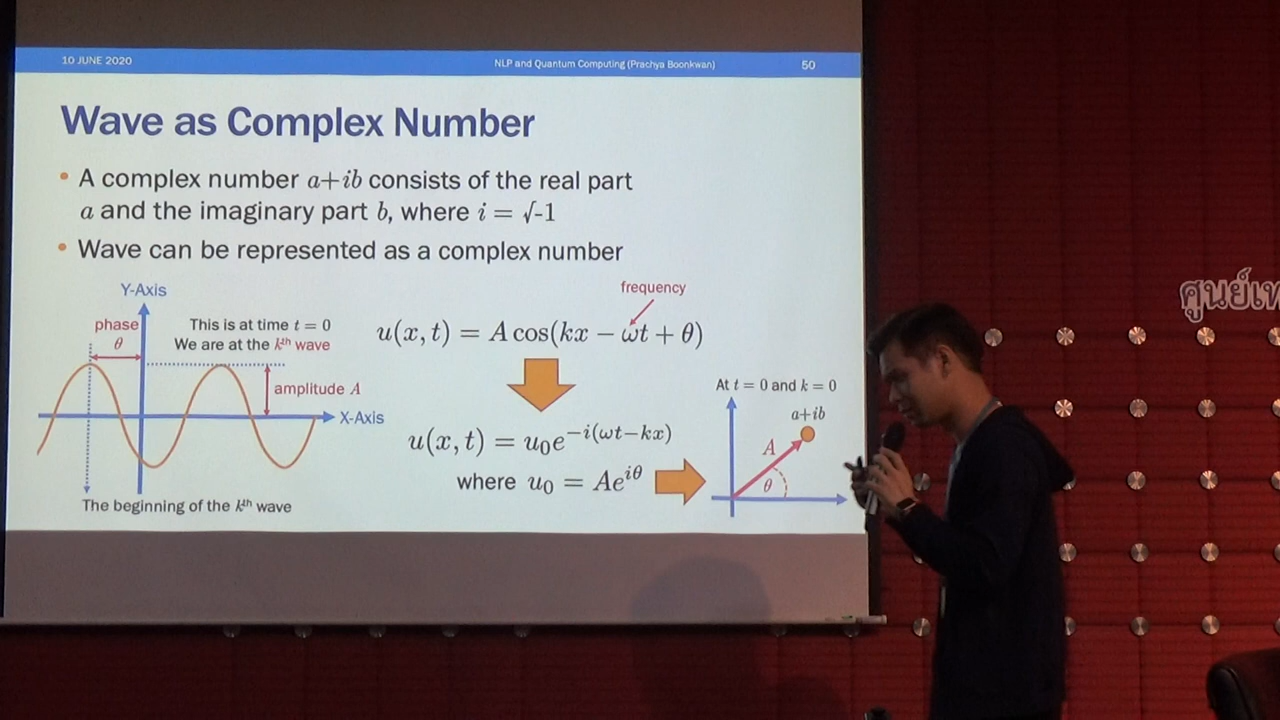 10 JUNE 2020
NLP and Quantum Computing (Prachya Boonkwan)
50
Wave as Complex Number
• A complex number a+ib consists of the real part
a and the imaginary part b, where i = √-1
• Wave can be represented as a complex number
Y-Axis
phase
θ
This is at time t = 0
We are at the kth wave
amplitude A
X-Axis
The beginning of the kth wave
frequency
u(x, t) = A cos(kx − ωt + θ)
u(x, t) = u₀e^{−i(ωt−kx)}
where u₀ = Ae^{iθ}
At t = 0 and k = 0
a+ib
A
θ